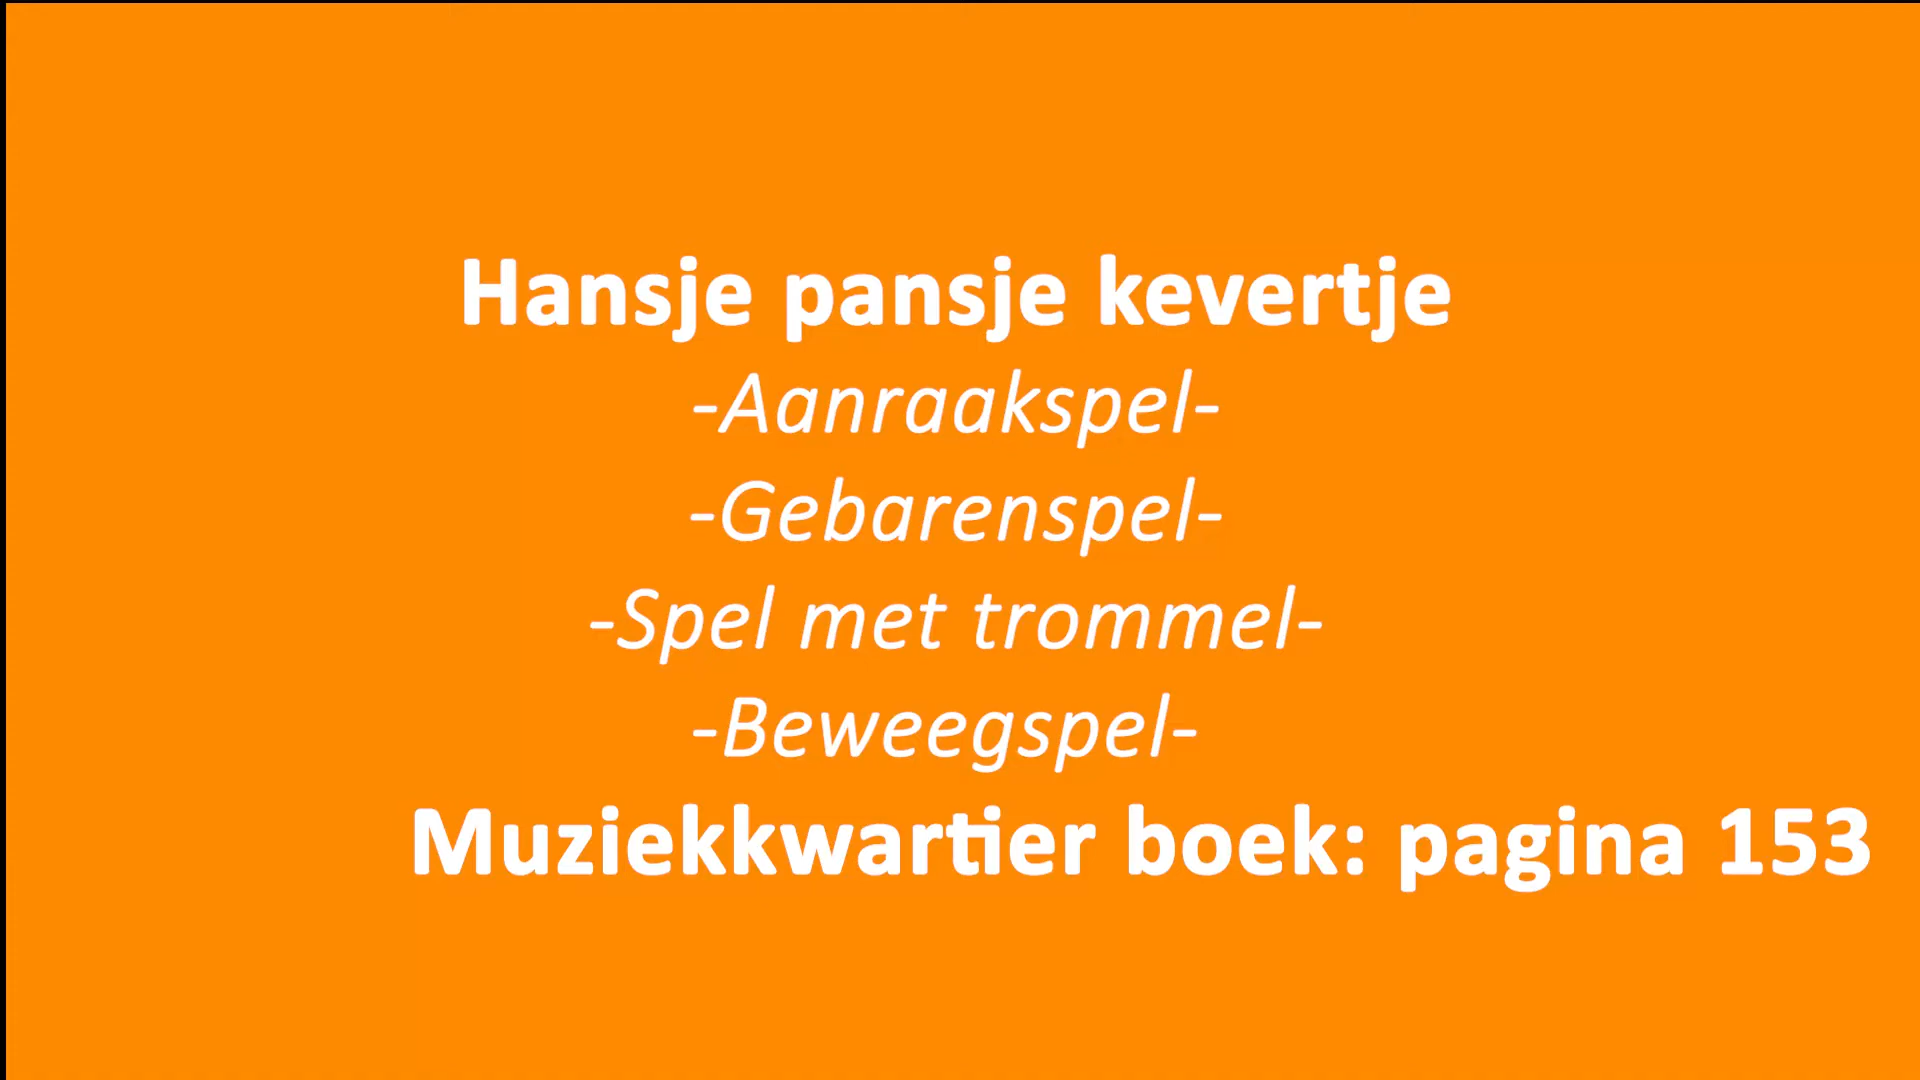 Hansje pansje kevertje
-Aanraakspel-
-Gebarenspel-
-Spel met trommel-
-Beweegspel-
Muziekkwartier boek: pagina 153